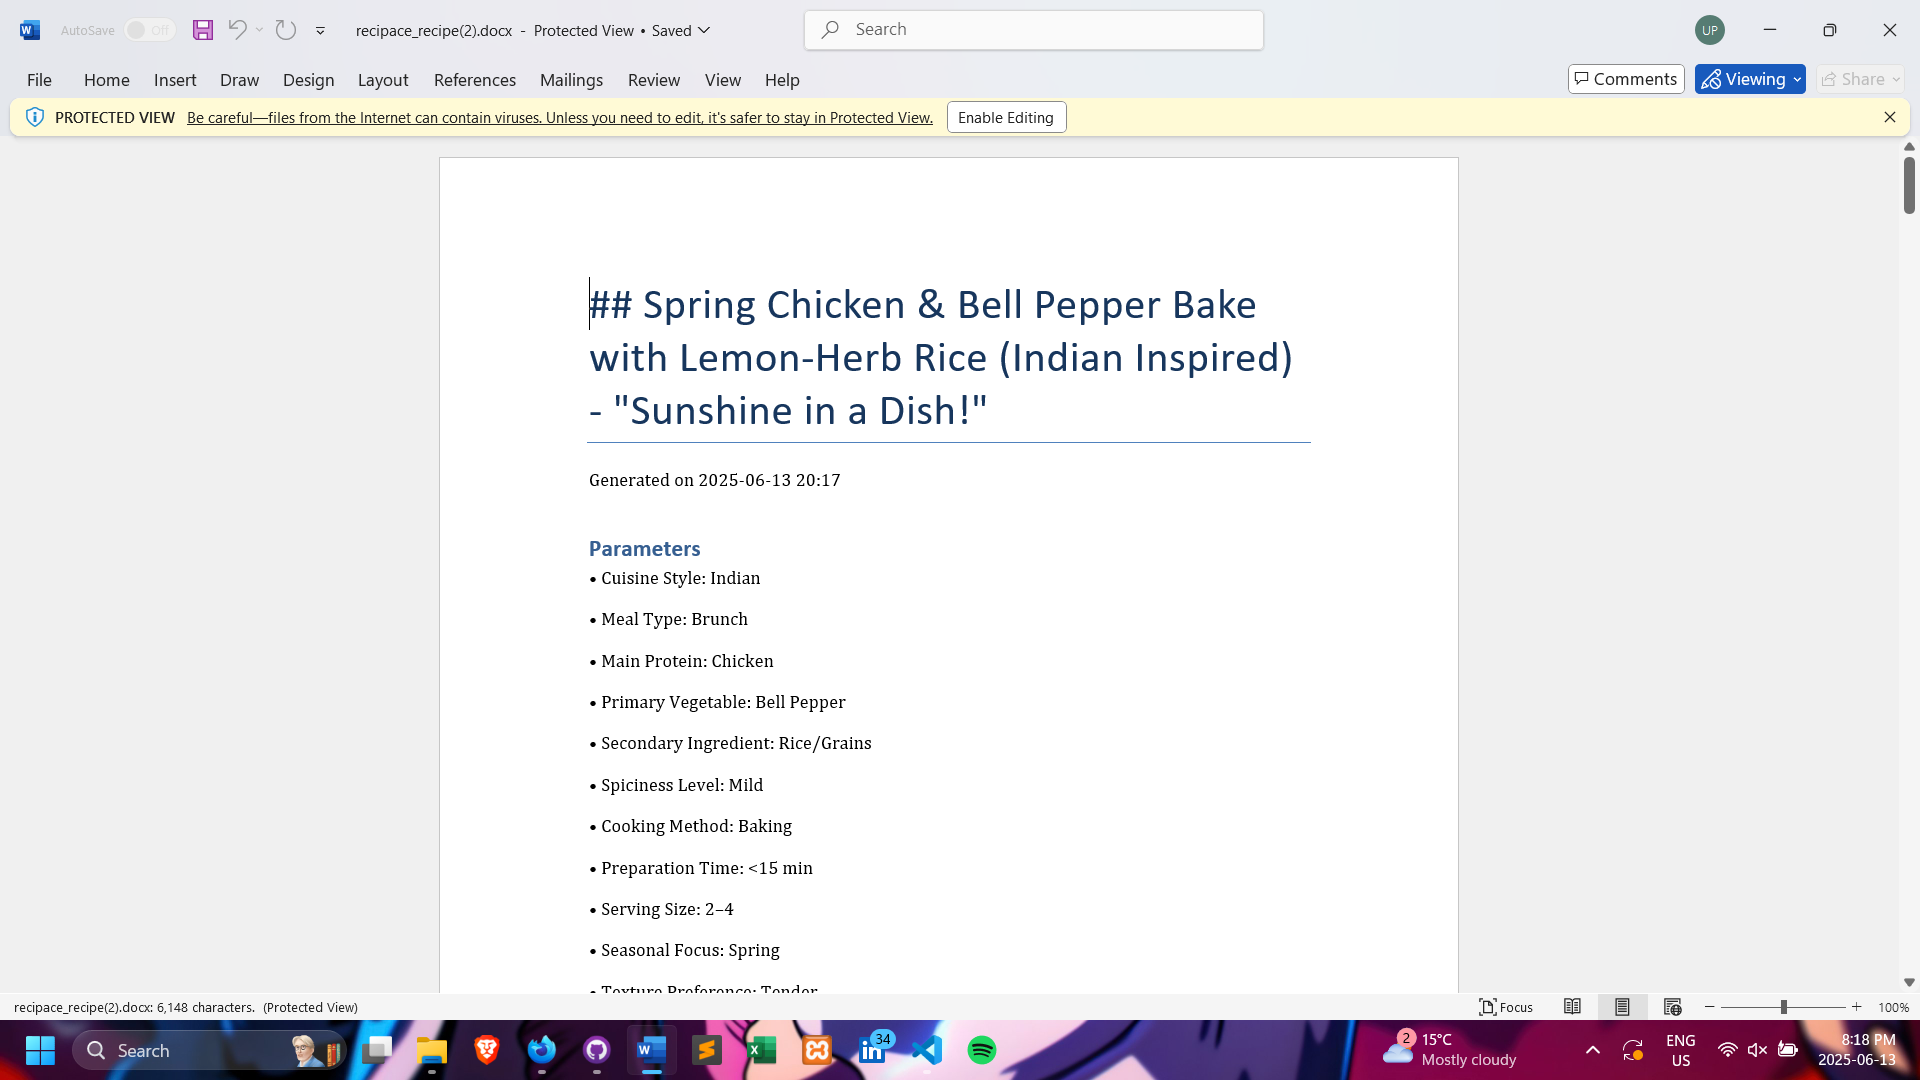 AutoSave Off recipace_recipe(2).docx - Protected View • Saved Search UP
File Home Insert Draw Design Layout References Mailings Review View Help Comments Viewing Share
PROTECTED VIEW Be careful—files from the Internet can contain viruses. Unless you need to edit, it's safer to stay in Protected View. Enable Editing
## Spring Chicken & Bell Pepper Bake
with Lemon-Herb Rice (Indian Inspired)
- "Sunshine in a Dish!"
Generated on 2025-06-13 20:17
Parameters
• Cuisine Style: Indian
• Meal Type: Brunch
• Main Protein: Chicken
• Primary Vegetable: Bell Pepper
• Secondary Ingredient: Rice/Grains
• Spiciness Level: Mild
• Cooking Method: Baking
• Preparation Time: <15 min
• Serving Size: 2–4
• Seasonal Focus: Spring
• Texture Preference: Tender
recipace_recipe(2).docx: 6,148 characters. (Protected View) Focus 100%
Search 34 2 15°C ENG 8:18 PM
Mostly cloudy US 2025-06-13